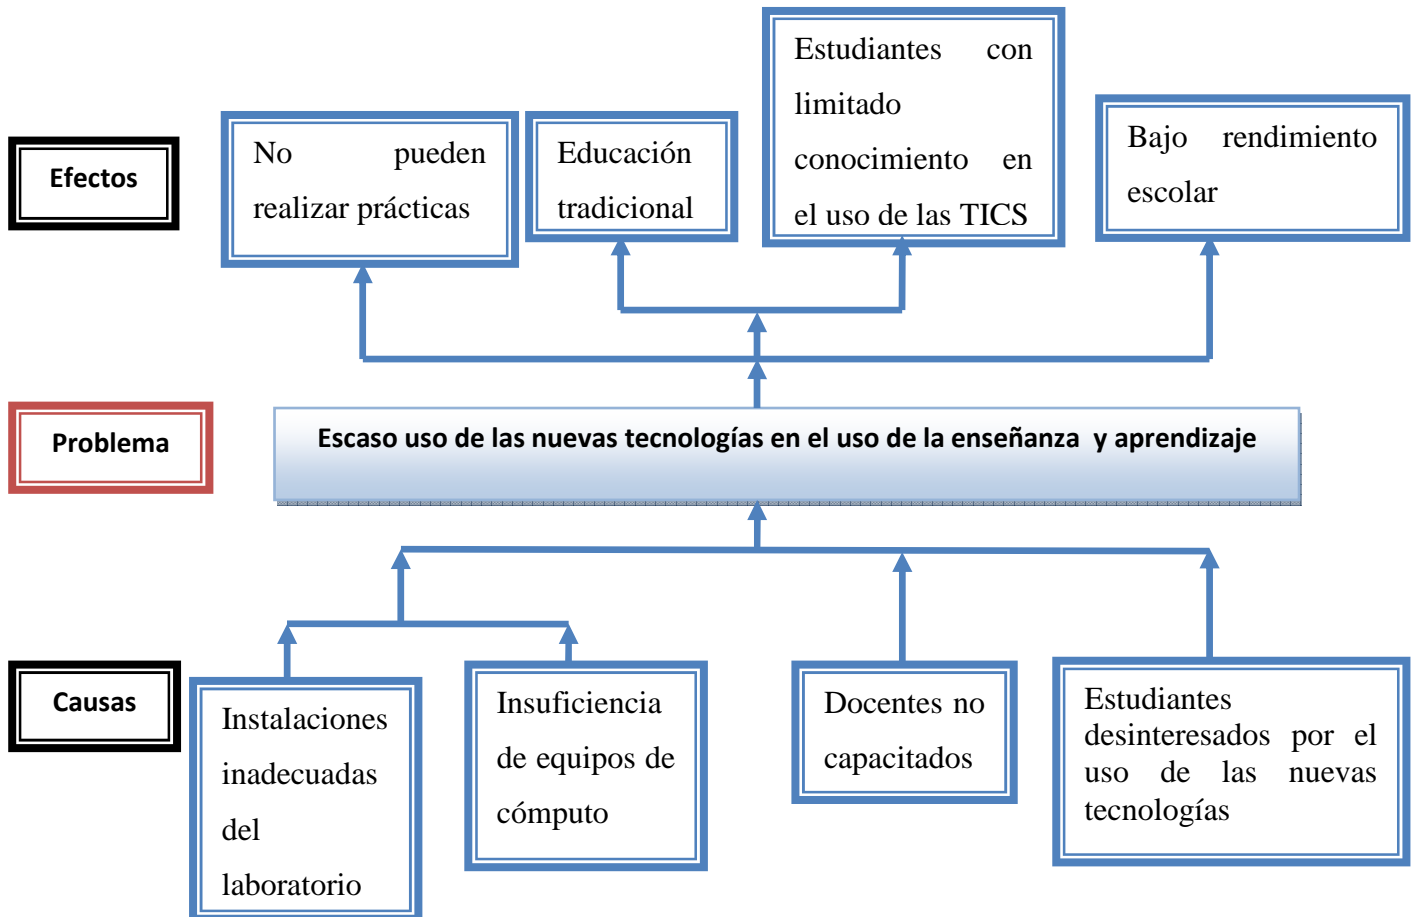 Efectos
No pueden
realizar prácticas
Educación
tradicional
Estudiantes con
limitado
conocimiento en
el uso de las TICS
Bajo rendimiento
escolar
Problema
Escaso uso de las nuevas tecnologías en el uso de la enseñanza y aprendizaje
Causas
Instalaciones
inadecuadas
del
laboratorio
Insuficiencia
de equipos de
cómputo
Docentes no
capacitados
Estudiantes
desinteresados por el
uso de las nuevas
tecnologías